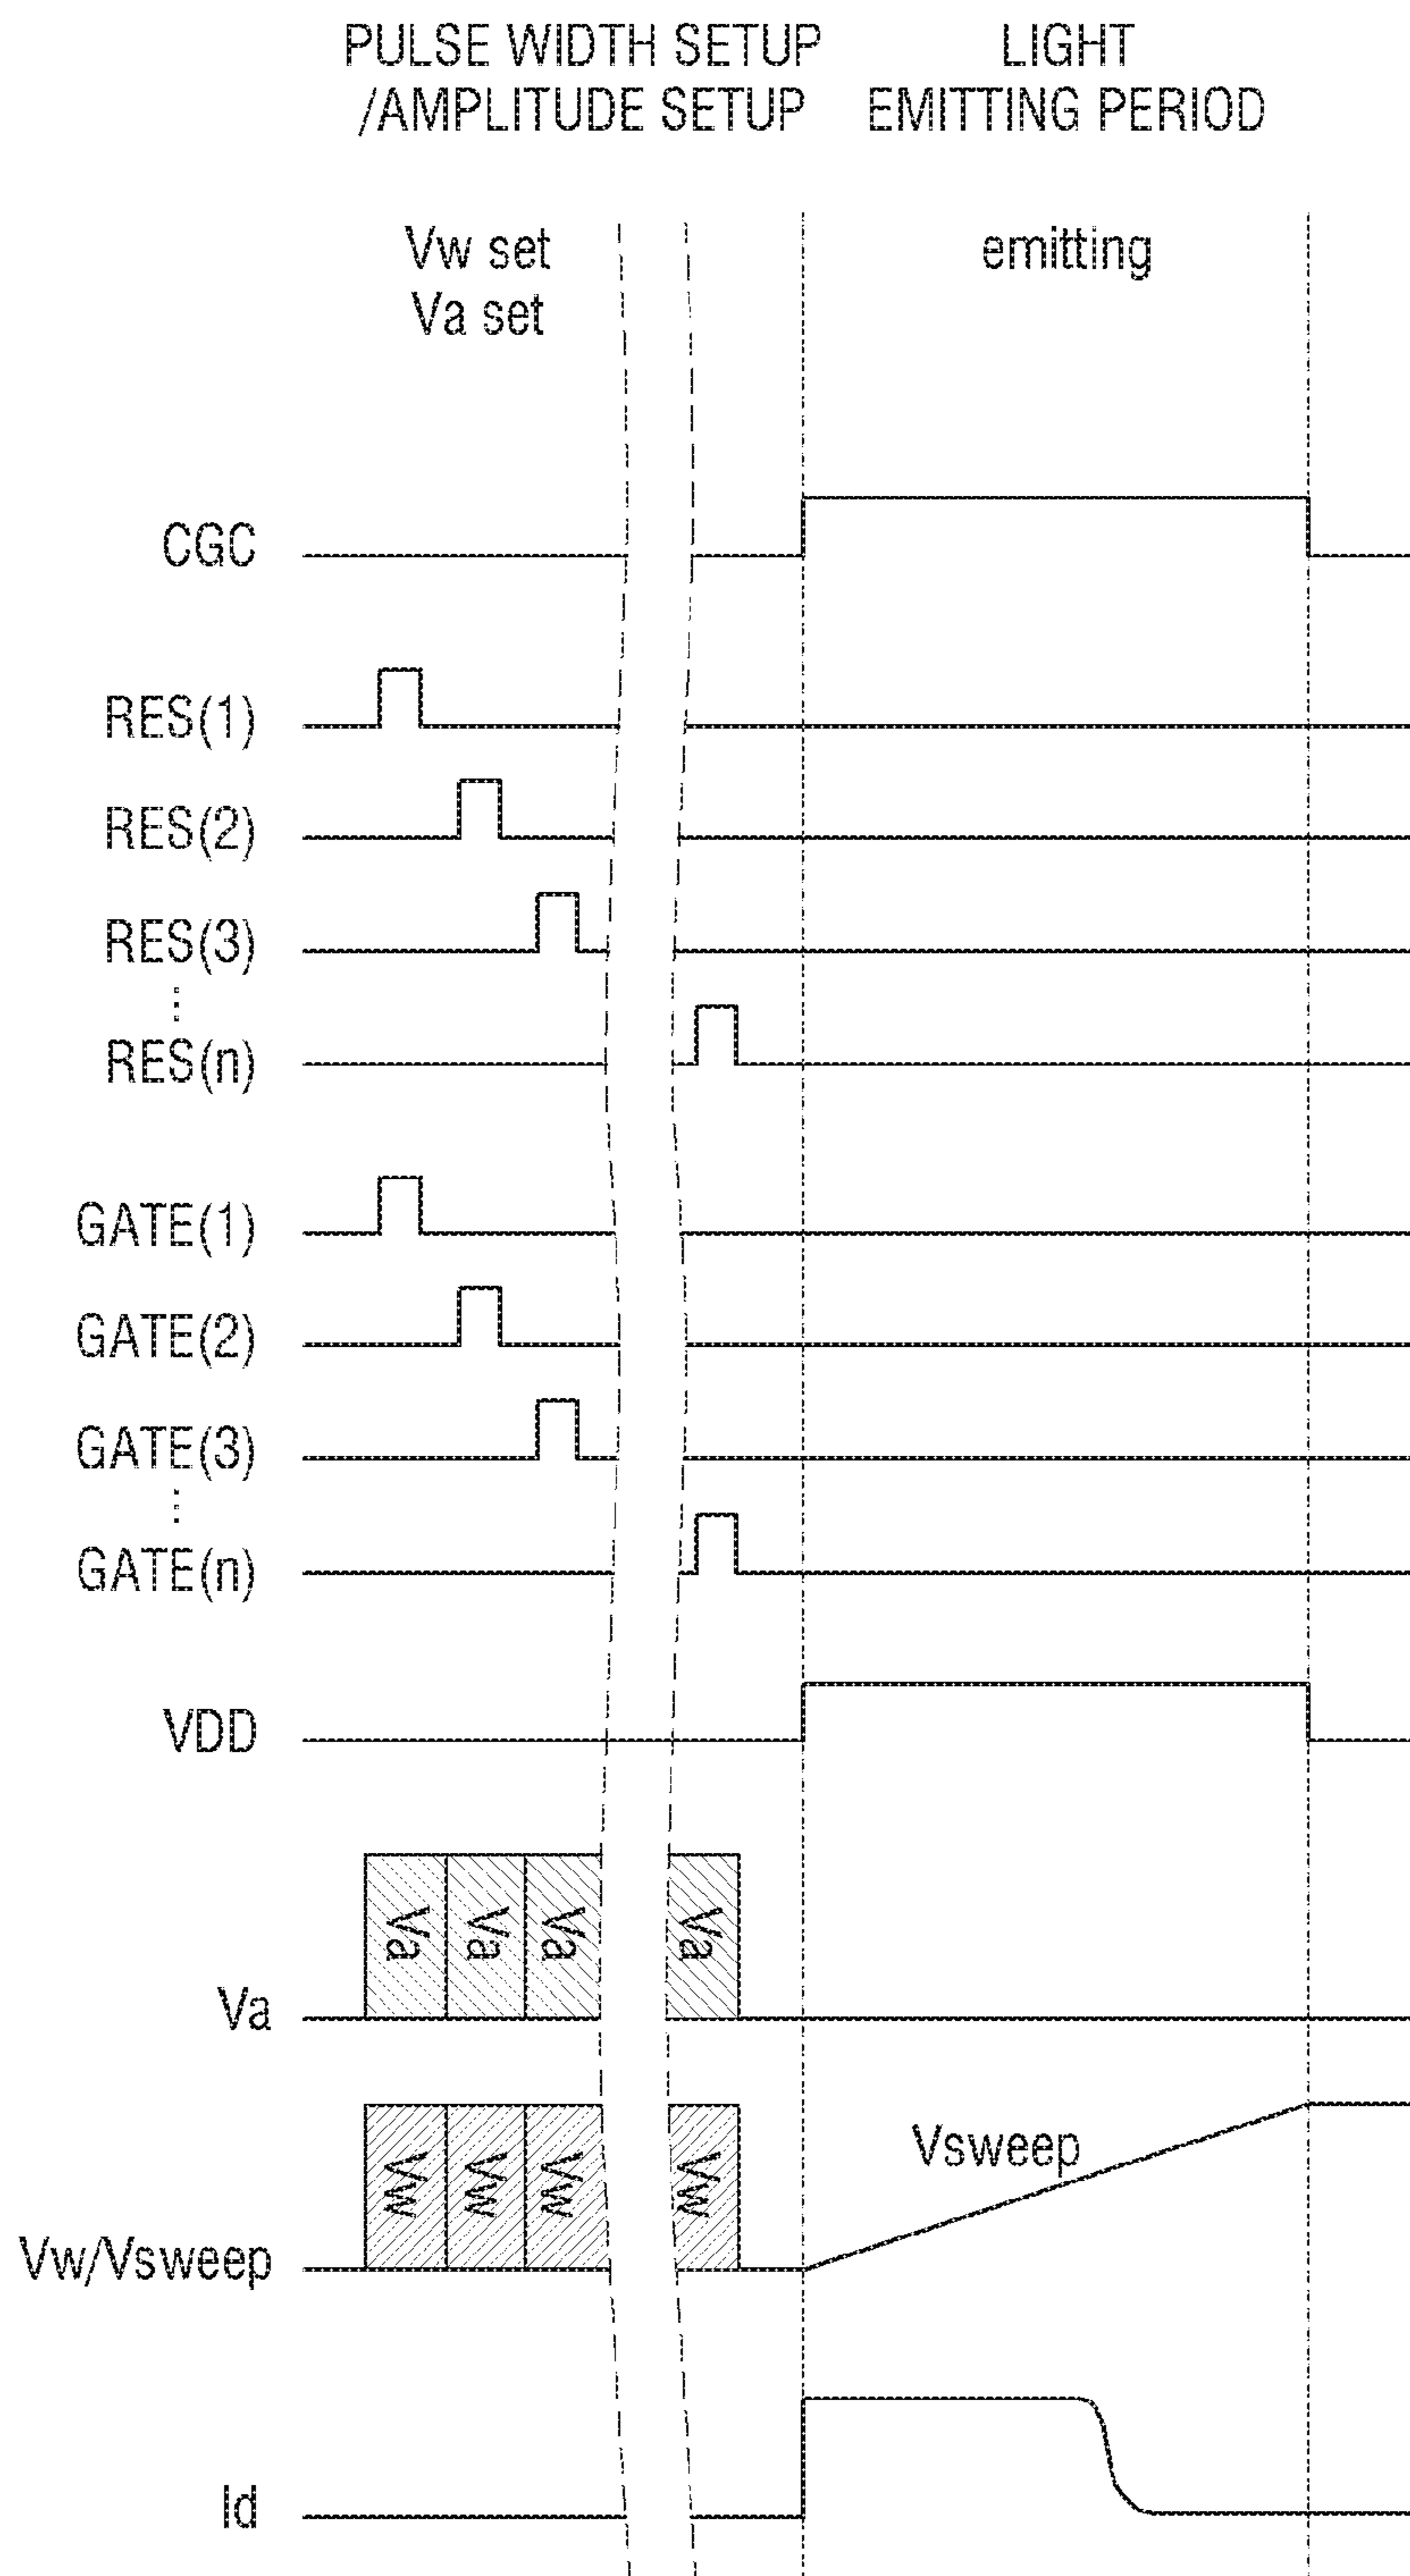 PULSE WIDTH SETUP
/AMPLITUDE SETUP
LIGHT
EMITTING PERIOD
Vw set
Va set
emitting
CGC
RES(1)
RES(2)
RES(3)
⋮
RES(n)
GATE(1)
GATE(2)
GATE(3)
⋮
GATE(n)
VDD
Va Va Va Va
Va
Vw Vw Vw Vw
Vsweep
Vw/Vsweep
Id